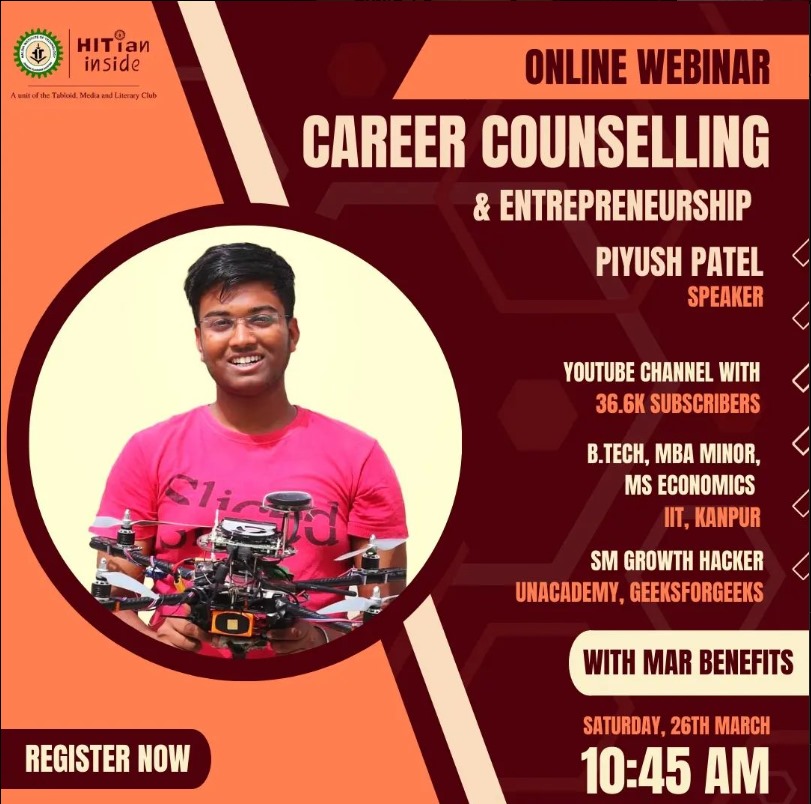 HITian
inside
A unit of the Tabloid, Media and Literary Club
ONLINE WEBINAR
CAREER COUNSELLING
& ENTREPRENEURSHIP
PIYUSH PATEL
SPEAKER
YOUTUBE CHANNEL WITH
36.6K SUBSCRIBERS
B.TECH, MBA MINOR,
MS ECONOMICS
IIT, KANPUR
SM GROWTH HACKER
UNACADEMY, GEEKSFORGEEKS
WITH MAR BENEFITS
SATURDAY, 26TH MARCH
10:45 AM
REGISTER NOW